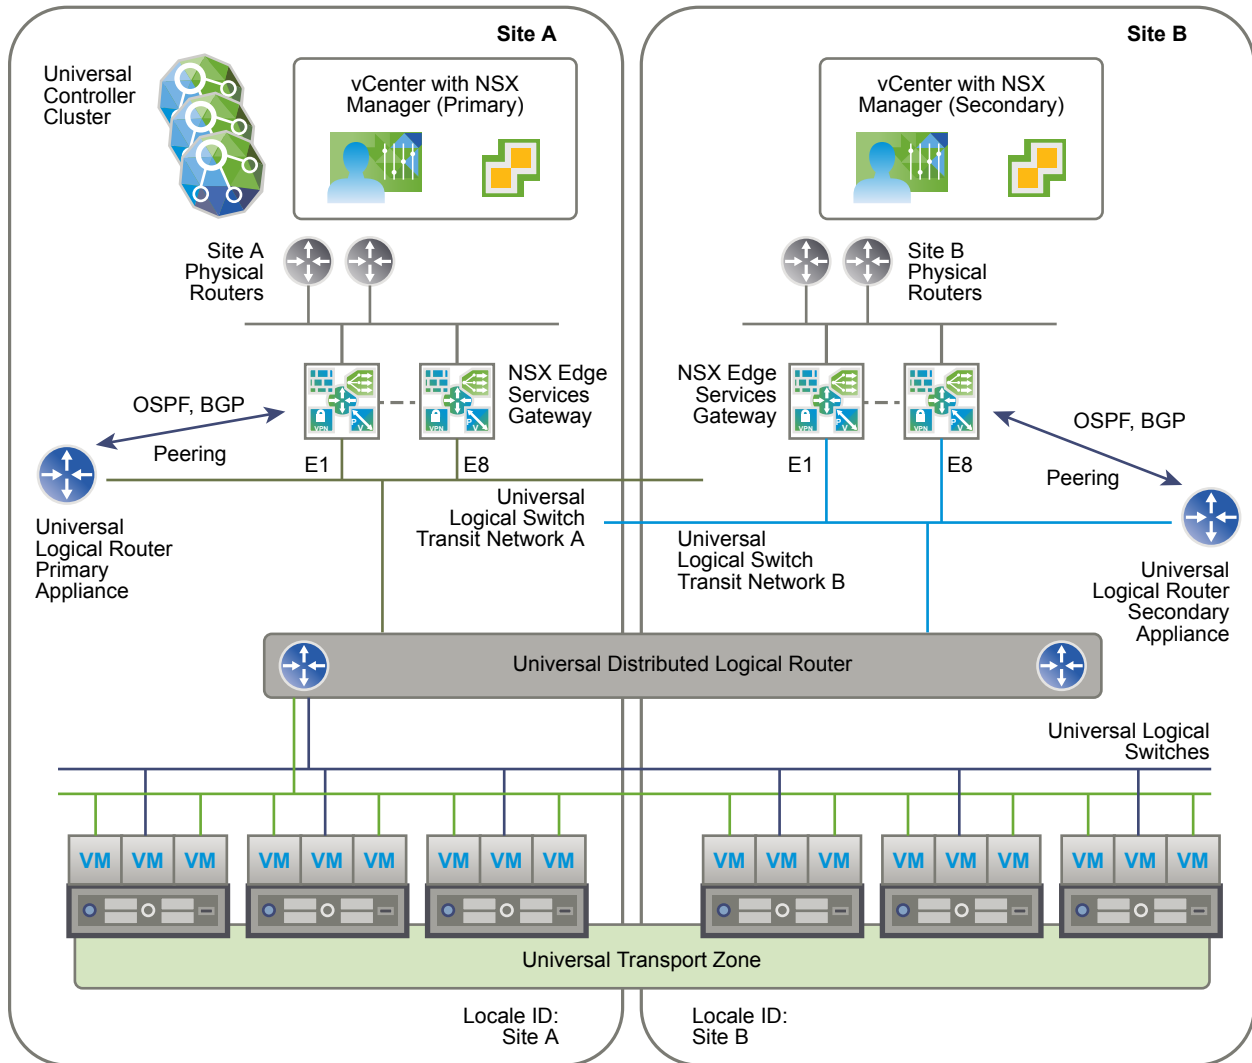 Site A
Site B
Universal
Controller
Cluster
vCenter with NSX
Manager (Primary)
vCenter with NSX
Manager (Secondary)
Site A
Physical
Routers
Site B
Physical
Routers
NSX Edge
Services
Gateway
NSX Edge
Services
Gateway
VPN
P
V
VPN
P
V
VPN
P
V
VPN
P
V
OSPF, BGP
Peering
OSPF, BGP
Peering
E1
E8
E1
E8
Universal
Logical Switch
Transit Network A
Universal
Logical Switch
Transit Network B
Universal
Logical Router
Primary
Appliance
Universal
Logical Router
Secondary
Appliance
Universal Distributed Logical Router
Universal Logical
Switches
VM VM VM
VM VM VM
VM VM VM
VM VM VM
VM VM VM
VM VM VM
Universal Transport Zone
Locale ID:
Site A
Locale ID:
Site B